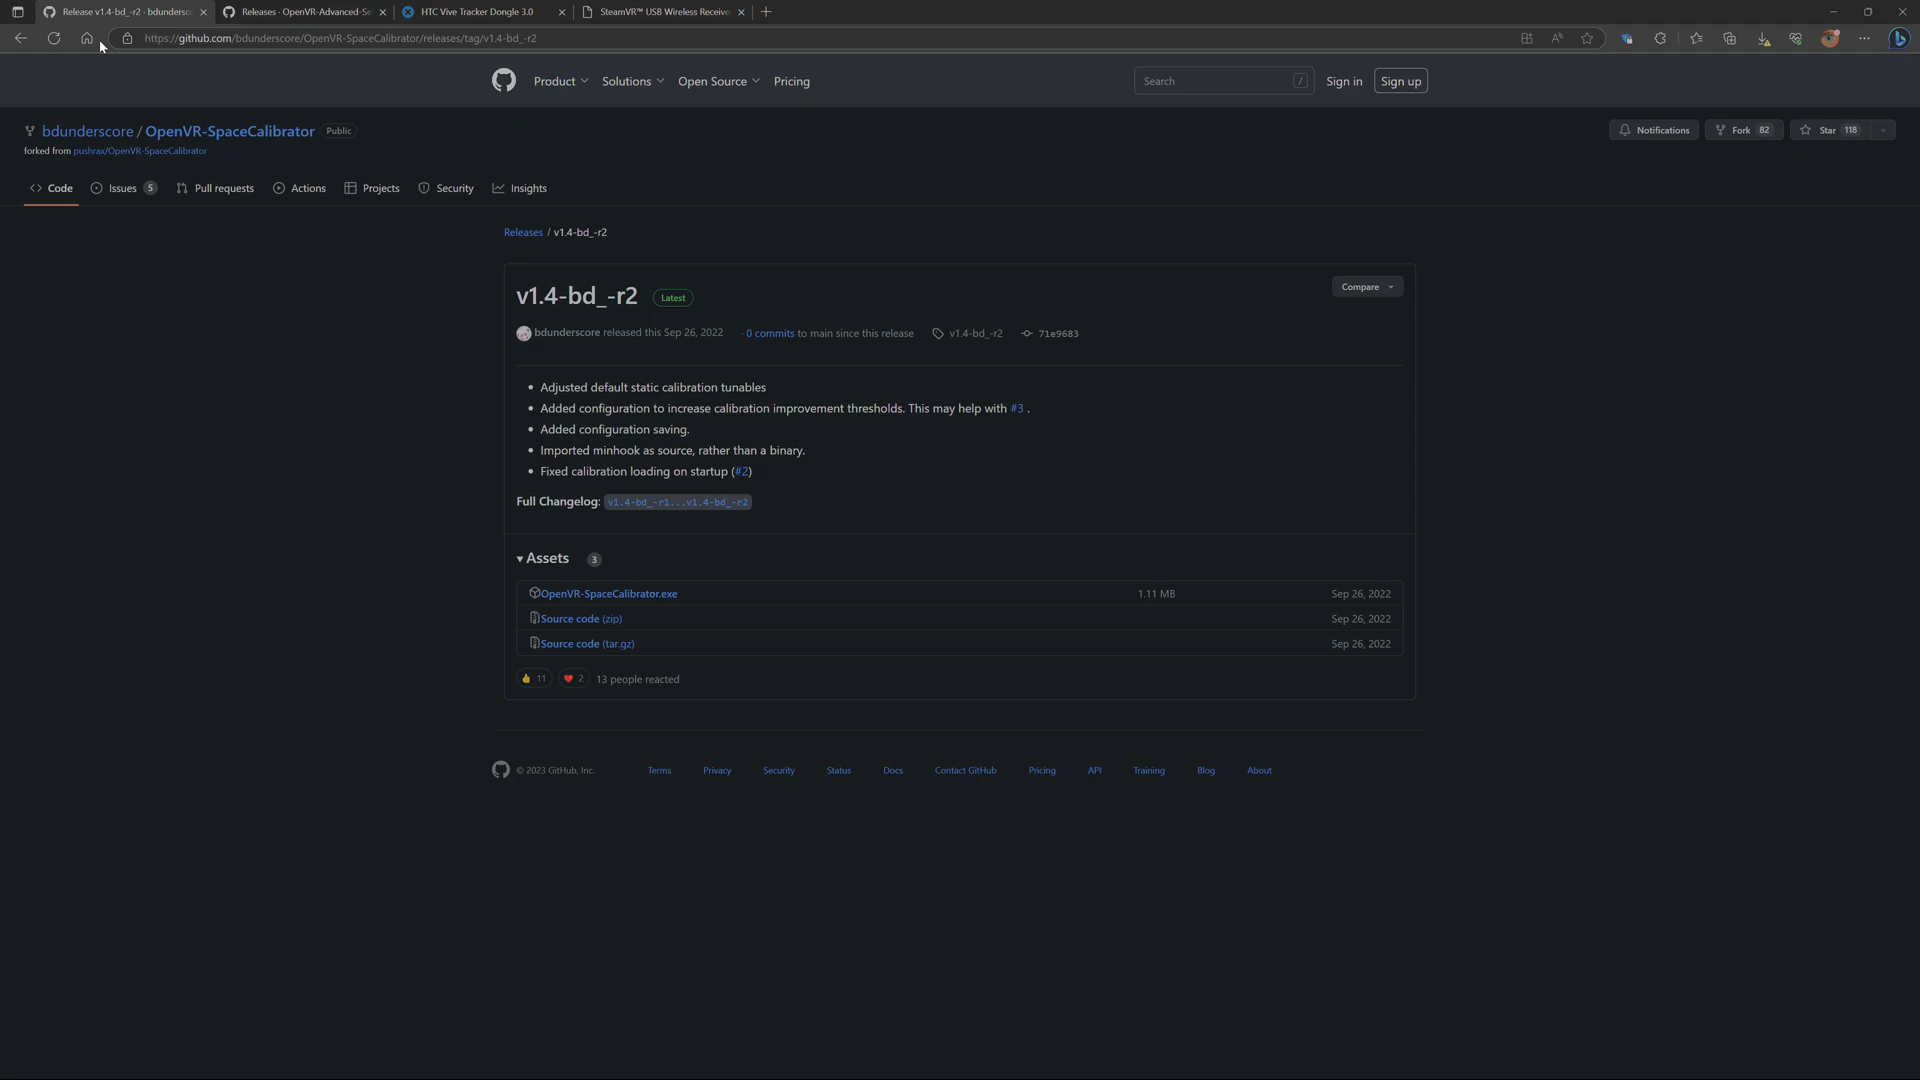 Release v1.4-bd_-r2 · bdundersc
Releases · OpenVR-Advanced-Se
HTC Vive Tracker Dongle 3.0
SteamVR™ USB Wireless Receive
https://github.com/bdunderscore/OpenVR-SpaceCalibrator/releases/tag/v1.4-bd_-r2
Product Solutions Open Source Pricing Search / Sign in Sign up
bdunderscore / OpenVR-SpaceCalibrator Public
Notifications Fork 82 Star 118
forked from pushrax/OpenVR-SpaceCalibrator
<> Code Issues 5 Pull requests Actions Projects Security Insights
Releases / v1.4-bd_-r2
v1.4-bd_-r2 Latest
Compare
bdunderscore released this Sep 26, 2022 · 0 commits to main since this release v1.4-bd_-r2 71e9683
• Adjusted default static calibration tunables
• Added configuration to increase calibration improvement thresholds. This may help with #3 .
• Added configuration saving.
• Imported minhook as source, rather than a binary.
• Fixed calibration loading on startup (#2)
Full Changelog: v1.4-bd_-r1...v1.4-bd_-r2
Assets 3
OpenVR-SpaceCalibrator.exe 1.11 MB Sep 26, 2022
Source code (zip) Sep 26, 2022
Source code (tar.gz) Sep 26, 2022
👍 11 ❤️ 2 13 people reacted
© 2023 GitHub, Inc. Terms Privacy Security Status Docs Contact GitHub Pricing API Training Blog About